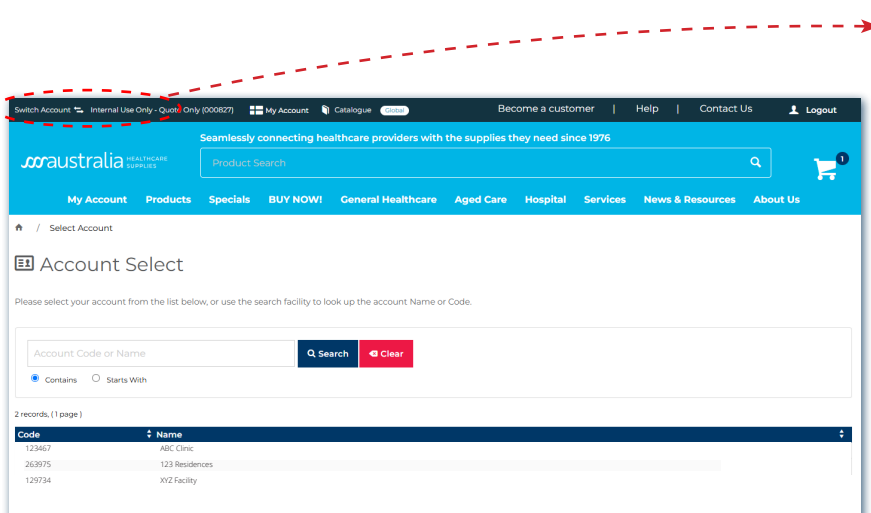 Switch Account Internal Use Only - Quote Only (000827) My Account Catalogue Global Become a customer | Help | Contact Us Logout
Seamlessly connecting healthcare providers with the supplies they need since 1976
australia HEALTHCARE SUPPLIES
Product Search
1
My Account Products Specials BUY NOW! General Healthcare Aged Care Hospital Services News & Resources About Us
/ Select Account
Account Select
Please select your account from the list below, or use the search facility to look up the account Name or Code.
Account Code or Name Search Clear
Contains Starts With
2 records, ( 1 page )
Code Name
123467 ABC Clinic
263975 123 Residences
129734 XYZ Facility